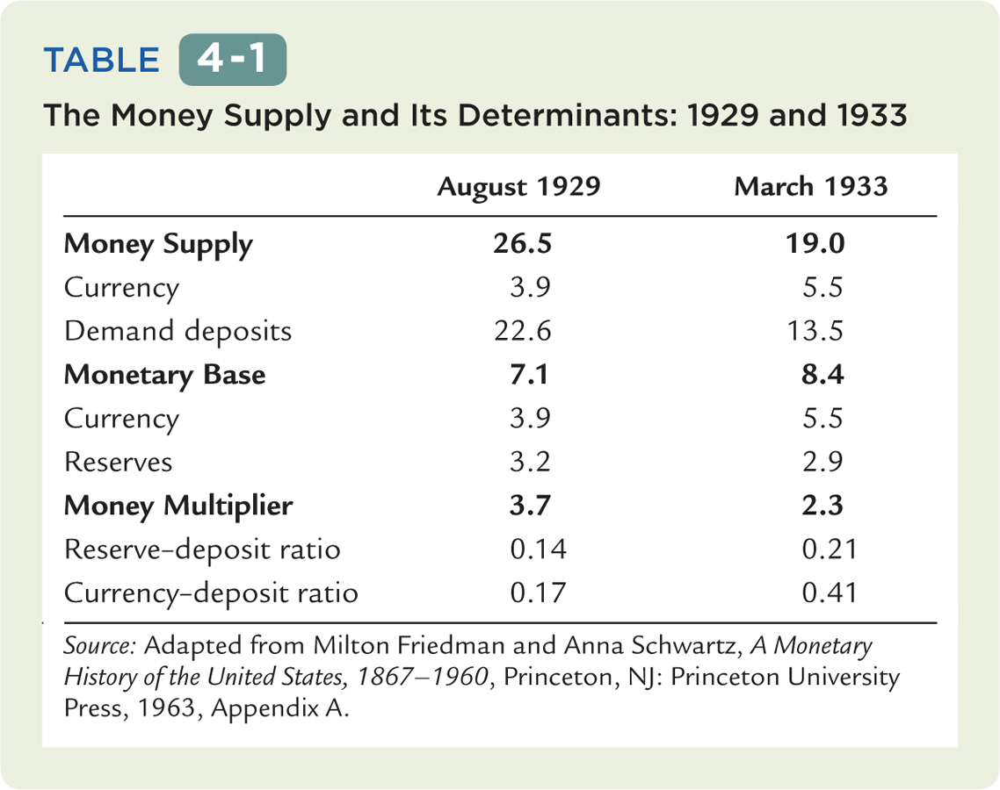 TABLE 4-1
The Money Supply and Its Determinants: 1929 and 1933
August 1929 March 1933
Money Supply 26.5 19.0
Currency 3.9 5.5
Demand deposits 22.6 13.5
Monetary Base 7.1 8.4
Currency 3.9 5.5
Reserves 3.2 2.9
Money Multiplier 3.7 2.3
Reserve–deposit ratio 0.14 0.21
Currency–deposit ratio 0.17 0.41
Source: Adapted from Milton Friedman and Anna Schwartz, A Monetary
History of the United States, 1867–1960, Princeton, NJ: Princeton University
Press, 1963, Appendix A.